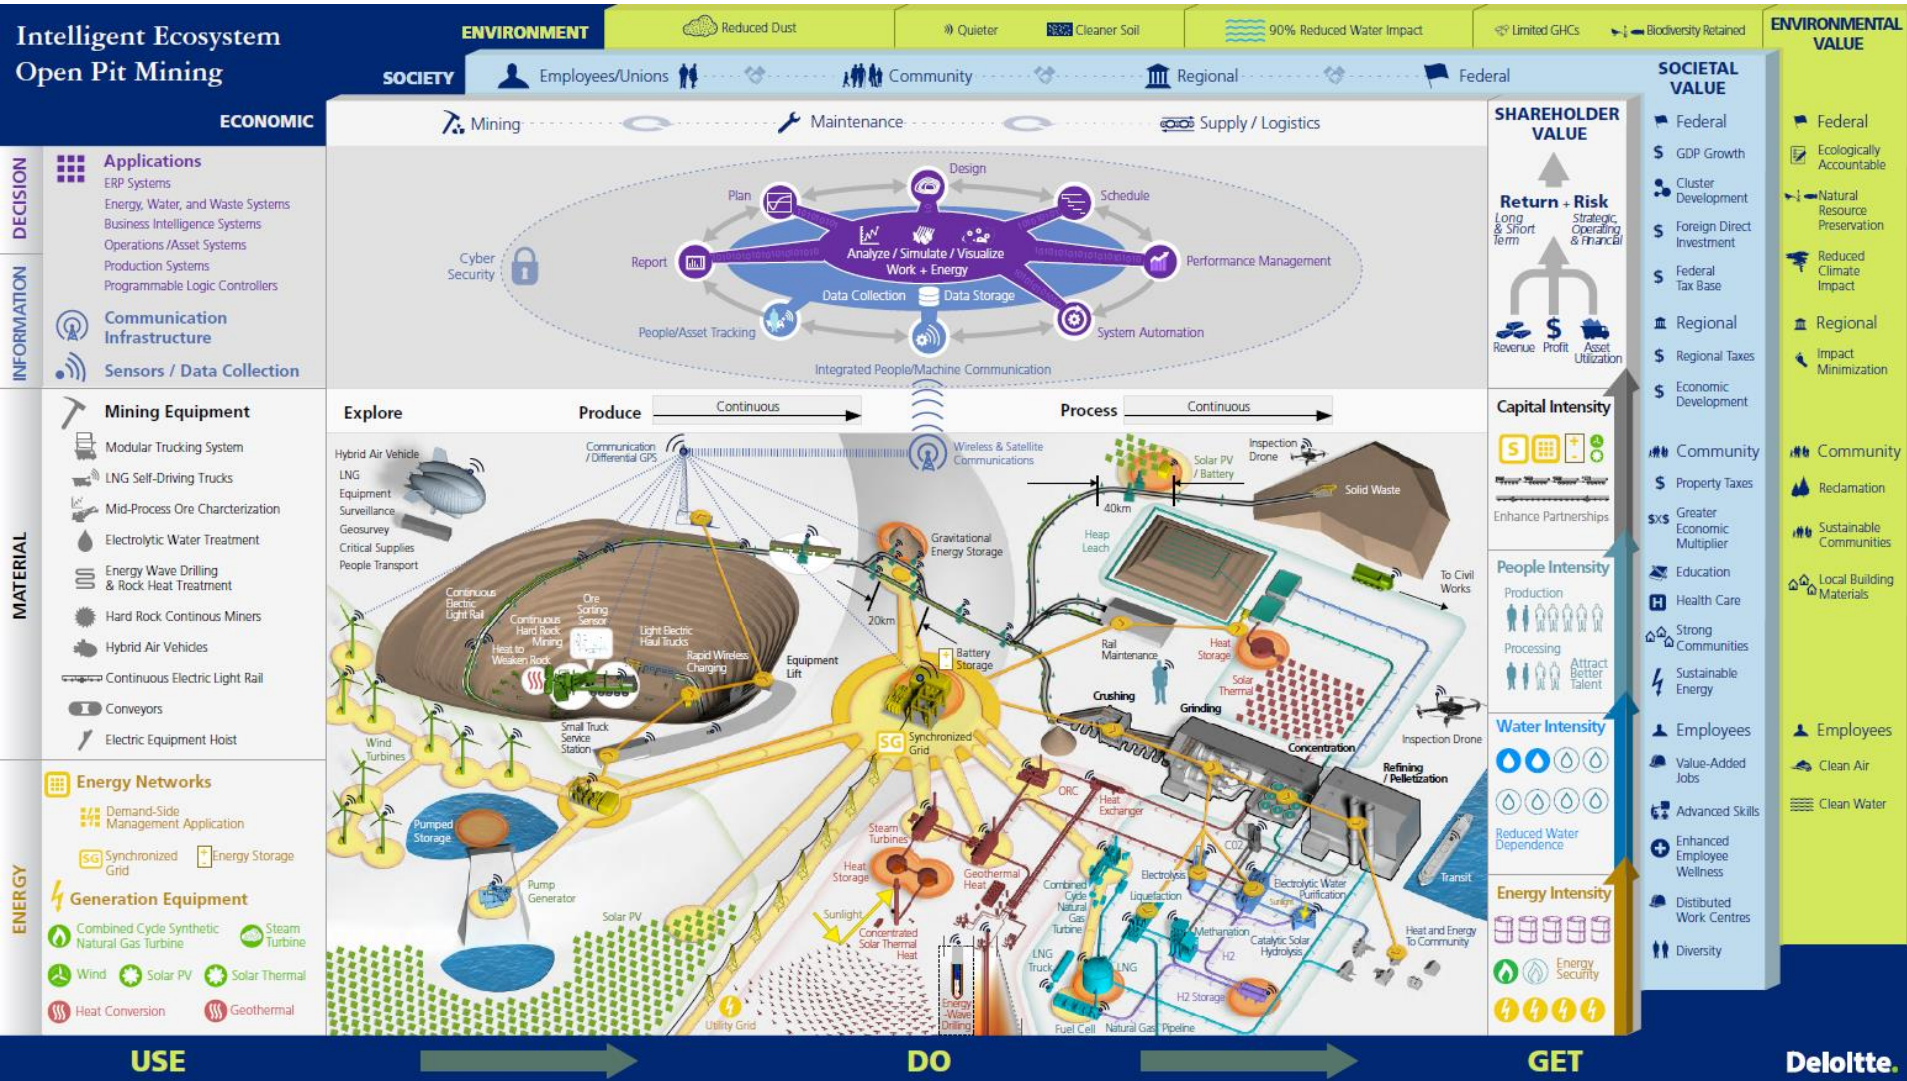 Intelligent Ecosystem
Open Pit Mining
ENVIRONMENT
Reduced Dust
Quieter
Cleaner Soil
90% Reduced Water Impact
Limited GHCs
Biodiversity Retained
ENVIRONMENTAL
VALUE
SOCIETY
Employees/Unions
Community
Regional
Federal
SOCIETAL
VALUE
ECONOMIC
Mining
Maintenance
Supply / Logistics
SHAREHOLDER
VALUE
DECISION
Applications
ERP Systems
Energy, Water, and Waste Systems
Business Intelligence Systems
Operations /Asset Systems
Production Systems
Programmable Logic Controllers
INFORMATION
Communication
Infrastructure
Sensors / Data Collection
Cyber
Security
Plan
Design
Schedule
Report
Performance Management
People/Asset Tracking
System Automation
Analyze / Simulate / Visualize
Work + Energy
Data Collection
Data Storage
Integrated People/Machine Communication
Return + Risk
Long
& Short
Term
Strategic,
Operating
& Financial
Revenue
Profit
Asset
Utilization
MATERIAL
Mining Equipment
Modular Trucking System
LNG Self-Driving Trucks
Mid-Process Ore Charcterization
Electrolytic Water Treatment
Energy Wave Drilling
& Rock Heat Treatment
Hard Rock Continous Miners
Hybrid Air Vehicles
Continuous Electric Light Rail
Conveyors
Electric Equipment Hoist
ENERGY
Energy Networks
Demand-Side
Management Application
SG
Synchronized
Grid
Energy Storage
Generation Equipment
Combined Cycle Synthetic
Natural Gas Turbine
Steam
Turbine
Wind
Solar PV
Solar Thermal
Heat Conversion
Geothermal
Explore
Produce
Continuous
Process
Continuous
Hybrid Air Vehicle
LNG
Equipment
Surveillance
Geosurvey
Critical Supplies
People Transport
Communication
/ Differential GPS
Wireless & Satellite
Communications
Solar PV
/ Battery
Inspection
Drone
Solid Waste
40km
Heap
Leach
To Civil
Works
Gravitational
Energy Storage
20km
Continuous
Electric
Light Rail
Continuous
Hard Rock
Mining
Ore
Sorting
Sensor
Heat to
Weaken Rock
Light Electric
Haul Trucks
Rapid Wireless
Charging
Equipment
Lift
Small Truck
Service
Station
Battery
Storage
Rail
Maintenance
Heat
Storage
Solar
Thermal
Crushing
Grinding
Concentration
Refining
/ Pelletization
Inspection Drone
Transit
Wind
Turbines
SG
Synchronized
Grid
Pumped
Storage
Pump
Generator
Solar PV
Utility Grid
ORC
Heat
Exchanger
Steam
Turbines
Heat
Storage
Geothermal
Heat
Sunlight
Concentrated
Solar Thermal
Heat
Energy
-Wave
Drilling
Combined
Cycle
Natural
Gas
Turbine
Electrolysis
CO2
Liquefaction
Electrolytic Water
Purification
Sunlight
Methanation
Catalytic Solar
Hydrolysis
H2
LNG
Truck
LNG
H2 Storage
Fuel Cell
Natural Gas Pipeline
Heat and Energy
To Community
Capital Intensity
S
Enhance Partnerships
People Intensity
Production
Processing
Attract
Better
Talent
Water Intensity
Reduced Water
Dependence
Energy Intensity
Energy
Security
Federal
$ GDP Growth
Cluster
Development
$ Foreign Direct
Investment
$ Federal
Tax Base
Regional
$ Regional Taxes
$ Economic
Development
Community
$ Property Taxes
$x$ Greater
Economic
Multiplier
Education
H Health Care
Strong
Communities
Sustainable
Energy
Employees
Value-Added
Jobs
Advanced Skills
Enhanced
Employee
Wellness
Distibuted
Work Centres
Diversity
Federal
Ecologically
Accountable
Natural
Resource
Preservation
Reduced
Climate
Impact
Regional
Impact
Minimization
Community
Reclamation
Sustainable
Communities
Local Building
Materials
Employees
Clean Air
Clean Water
USE
DO
GET
Deloitte.